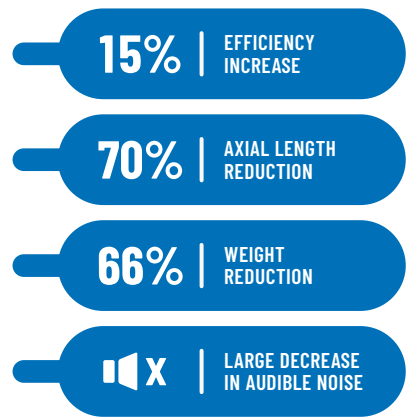 15%
EFFICIENCY
INCREASE
70%
AXIAL LENGTH
REDUCTION
66%
WEIGHT
REDUCTION
X
LARGE DECREASE
IN AUDIBLE NOISE